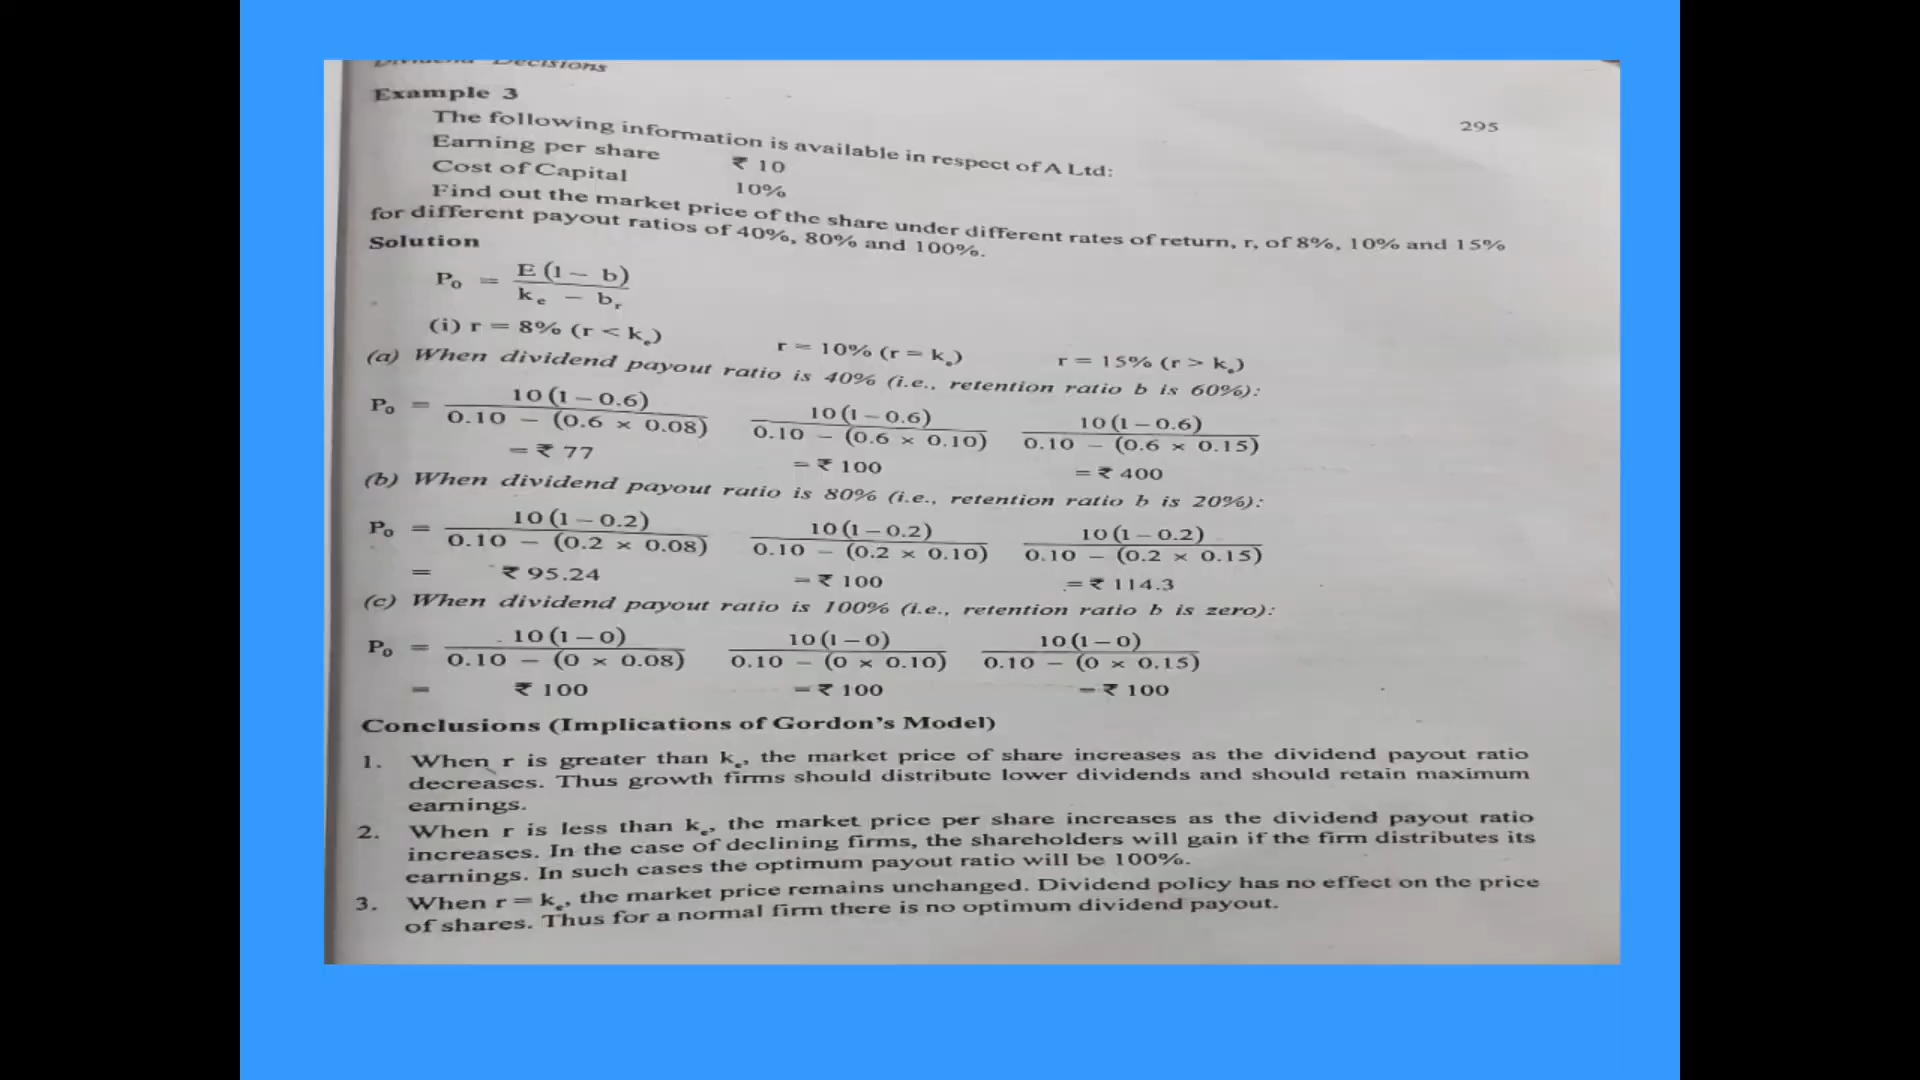 Dividend Decisions
295
Example 3
The following information is available in respect of A Ltd:
Earning per share ₹ 10
Cost of Capital 10%
Find out the market price of the share under different rates of return, r, of 8%, 10% and 15%
for different payout ratios of 40%, 80% and 100%.
Solution
P₀ = E (1 – b) / kₑ – bᵣ
(i) r = 8% (r < kₑ) r = 10% (r = kₑ) r = 15% (r > kₑ)
(a) When dividend payout ratio is 40% (i.e., retention ratio b is 60%):
P₀ = 10 (1 – 0.6) / 0.10 – (0.6 × 0.08) 10 (1 – 0.6) / 0.10 – (0.6 × 0.10) 10 (1 – 0.6) / 0.10 – (0.6 × 0.15)
= ₹ 77 = ₹ 100 = ₹ 400
(b) When dividend payout ratio is 80% (i.e., retention ratio b is 20%):
P₀ = 10 (1 – 0.2) / 0.10 – (0.2 × 0.08) 10 (1 – 0.2) / 0.10 – (0.2 × 0.10) 10 (1 – 0.2) / 0.10 – (0.2 × 0.15)
= ₹ 95.24 = ₹ 100 = ₹ 114.3
(c) When dividend payout ratio is 100% (i.e., retention ratio b is zero):
P₀ = 10 (1 – 0) / 0.10 – (0 × 0.08) 10 (1 – 0) / 0.10 – (0 × 0.10) 10 (1 – 0) / 0.10 – (0 × 0.15)
= ₹ 100 = ₹ 100 = ₹ 100
Conclusions (Implications of Gordon's Model)
1. When r is greater than kₑ, the market price of share increases as the dividend payout ratio
decreases. Thus growth firms should distribute lower dividends and should retain maximum
earnings.
2. When r is less than kₑ, the market price per share increases as the dividend payout ratio
increases. In the case of declining firms, the shareholders will gain if the firm distributes its
earnings. In such cases the optimum payout ratio will be 100%.
3. When r = kₑ, the market price remains unchanged. Dividend policy has no effect on the price
of shares. Thus for a normal firm there is no optimum dividend payout.